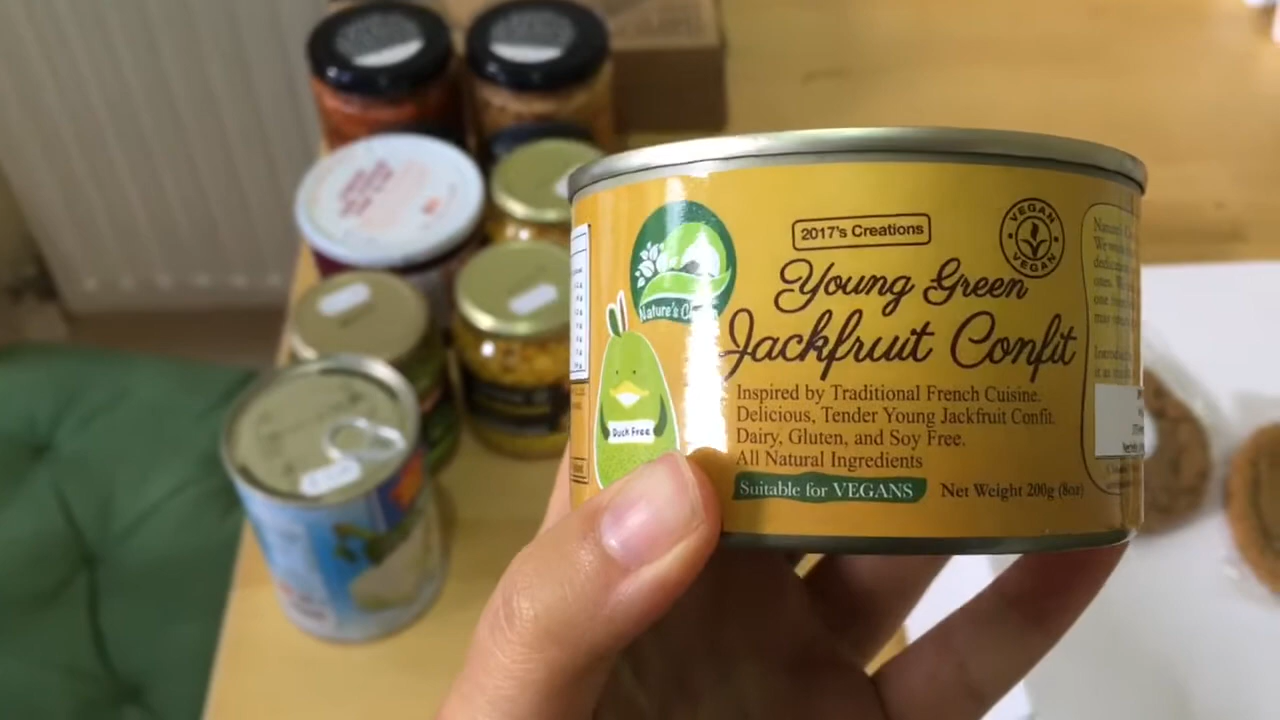 2017's Creations
VEGAN
VEGAN
Young Green
Jackfruit Confit
Nature's
Duck Free
Inspired by Traditional French Cuisine.
Delicious, Tender Young Jackfruit Confit.
Dairy, Gluten, and Soy Free.
All Natural Ingredients
Suitable for VEGANS
Net Weight 200g (8oz)